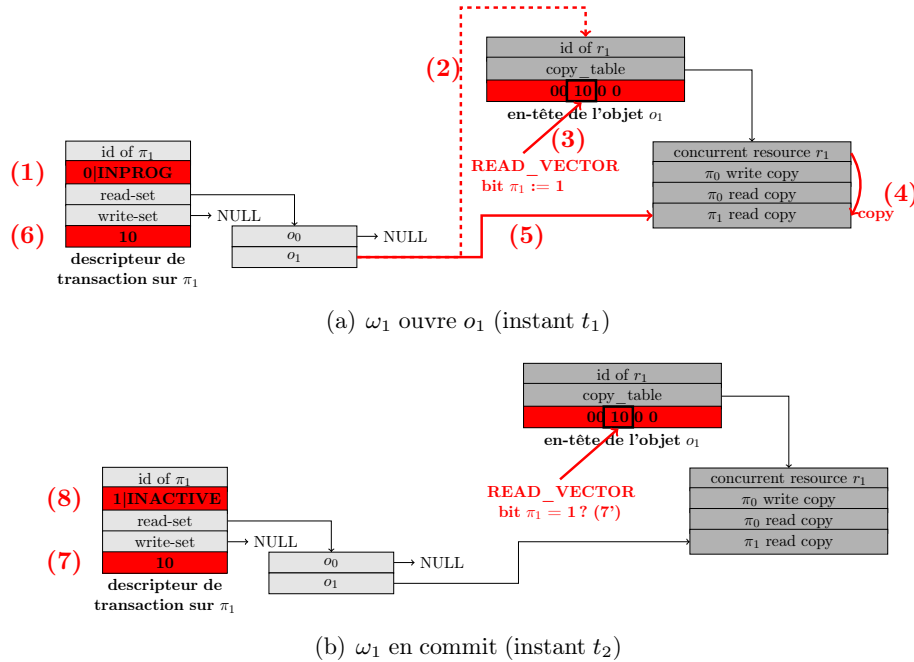 (2)
id of r₁
copy_table
00 10 0 0
en-tête de l'objet o₁
(3)
READ_VECTOR
bit π₁ := 1
(1)
id of π₁
0|INPROG
read-set
write-set
NULL
(6)
10
descripteur de
transaction sur π₁
o₀
NULL
o₁
(5)
concurrent resource r₁
π₀ write copy
π₀ read copy
π₁ read copy
(4)
copy
(a) ω₁ ouvre o₁ (instant t₁)
id of r₁
copy_table
00 10 0 0
en-tête de l'objet o₁
READ_VECTOR
bit π₁ = 1 ? (7')
(8)
id of π₁
1|INACTIVE
read-set
write-set
NULL
(7)
10
descripteur de
transaction sur π₁
o₀
NULL
o₁
concurrent resource r₁
π₀ write copy
π₀ read copy
π₁ read copy
(b) ω₁ en commit (instant t₂)